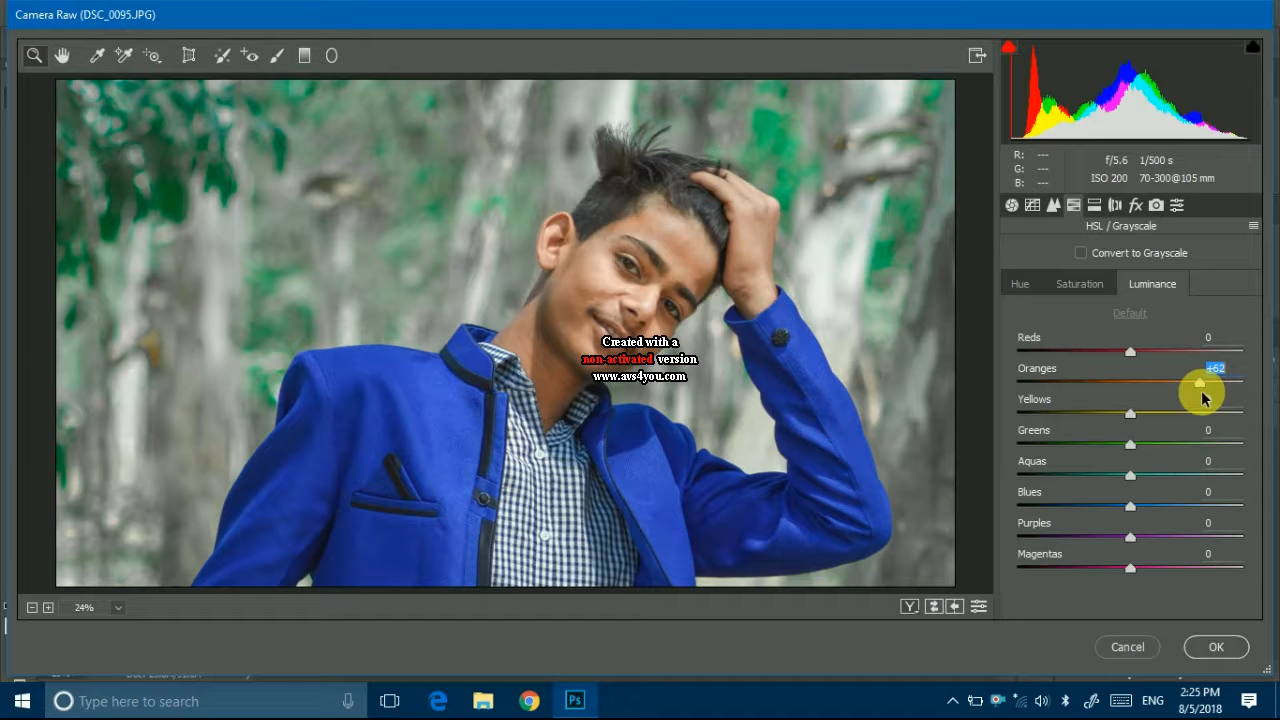 Camera Raw (DSC_0095.JPG)
R: ---
G: ---
B: ---
f/5.6 1/500 s
ISO 200 70-300@105 mm
HSL / Grayscale
Convert to Grayscale
Hue Saturation Luminance
Default
Reds 0
Oranges +62
Yellows
Greens 0
Aquas 0
Blues 0
Purples 0
Magentas 0
Created with a
non-activated version
www.avs4you.com
24%
Y
Cancel OK
Type here to search
Ps
ENG
2:25 PM
8/5/2018